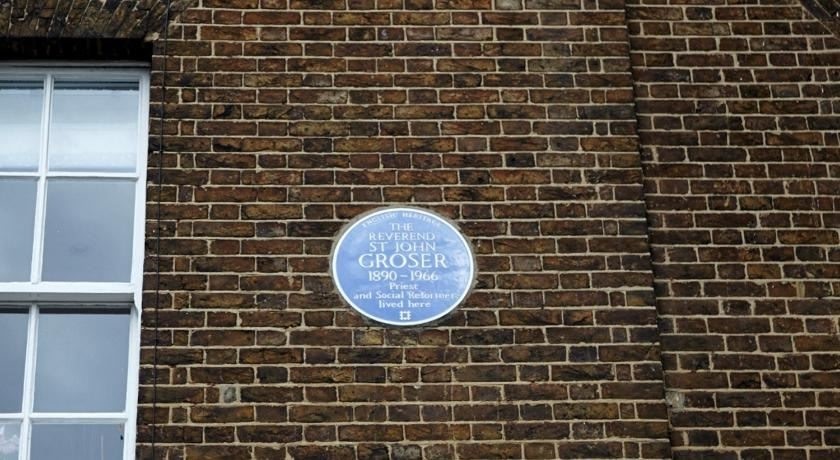 ENGLISH HERITAGE
THE
REVEREND
ST JOHN
GROSER
1890-1966
Priest
and Social Reformer
lived here